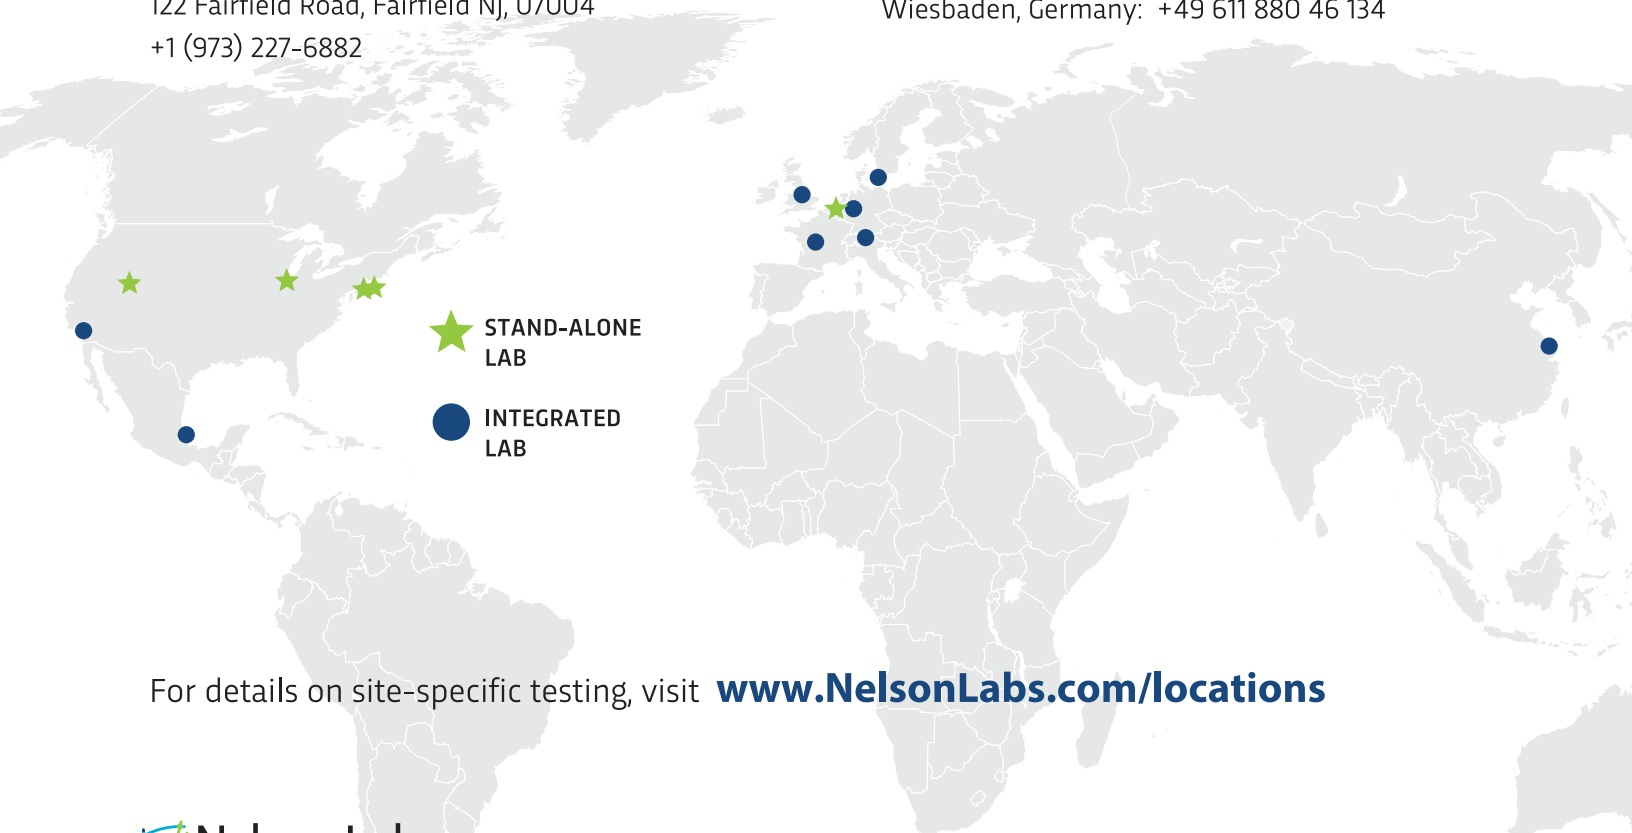 122 Fairfield Road, Fairfield NJ, 07004
+1 (973) 227-6882
Wiesbaden, Germany: +49 611 880 46 134
STAND-ALONE
LAB
INTEGRATED
LAB
For details on site-specific testing, visit www.NelsonLabs.com/locations